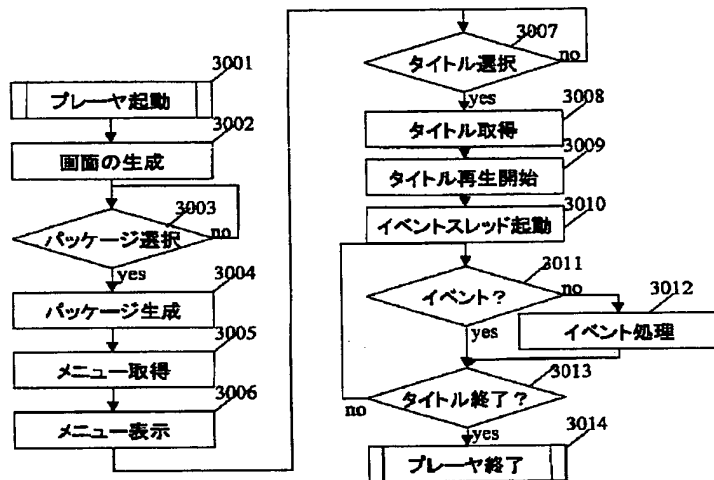 3001
プレーヤ起動
3002
画面の生成
3003
パッケージ選択
no
yes
3004
パッケージ生成
3005
メニュー取得
3006
メニュー表示
3007
タイトル選択
no
yes
3008
タイトル取得
3009
タイトル再生開始
3010
イベントスレッド起動
3011
イベント?
no
yes
3012
イベント処理
3013
タイトル終了?
no
yes
3014
プレーヤ終了